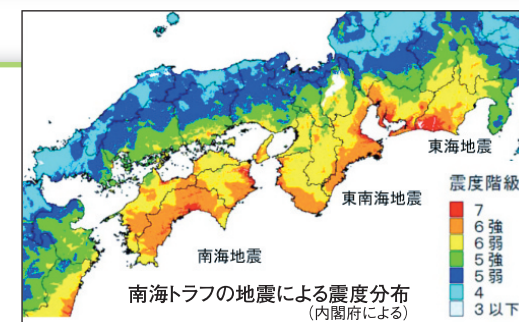 東海地震
東南海地震
南海地震
震度階級
7
6強
6弱
5強
5弱
4
3以下
南海トラフの地震による震度分布
(内閣府による)